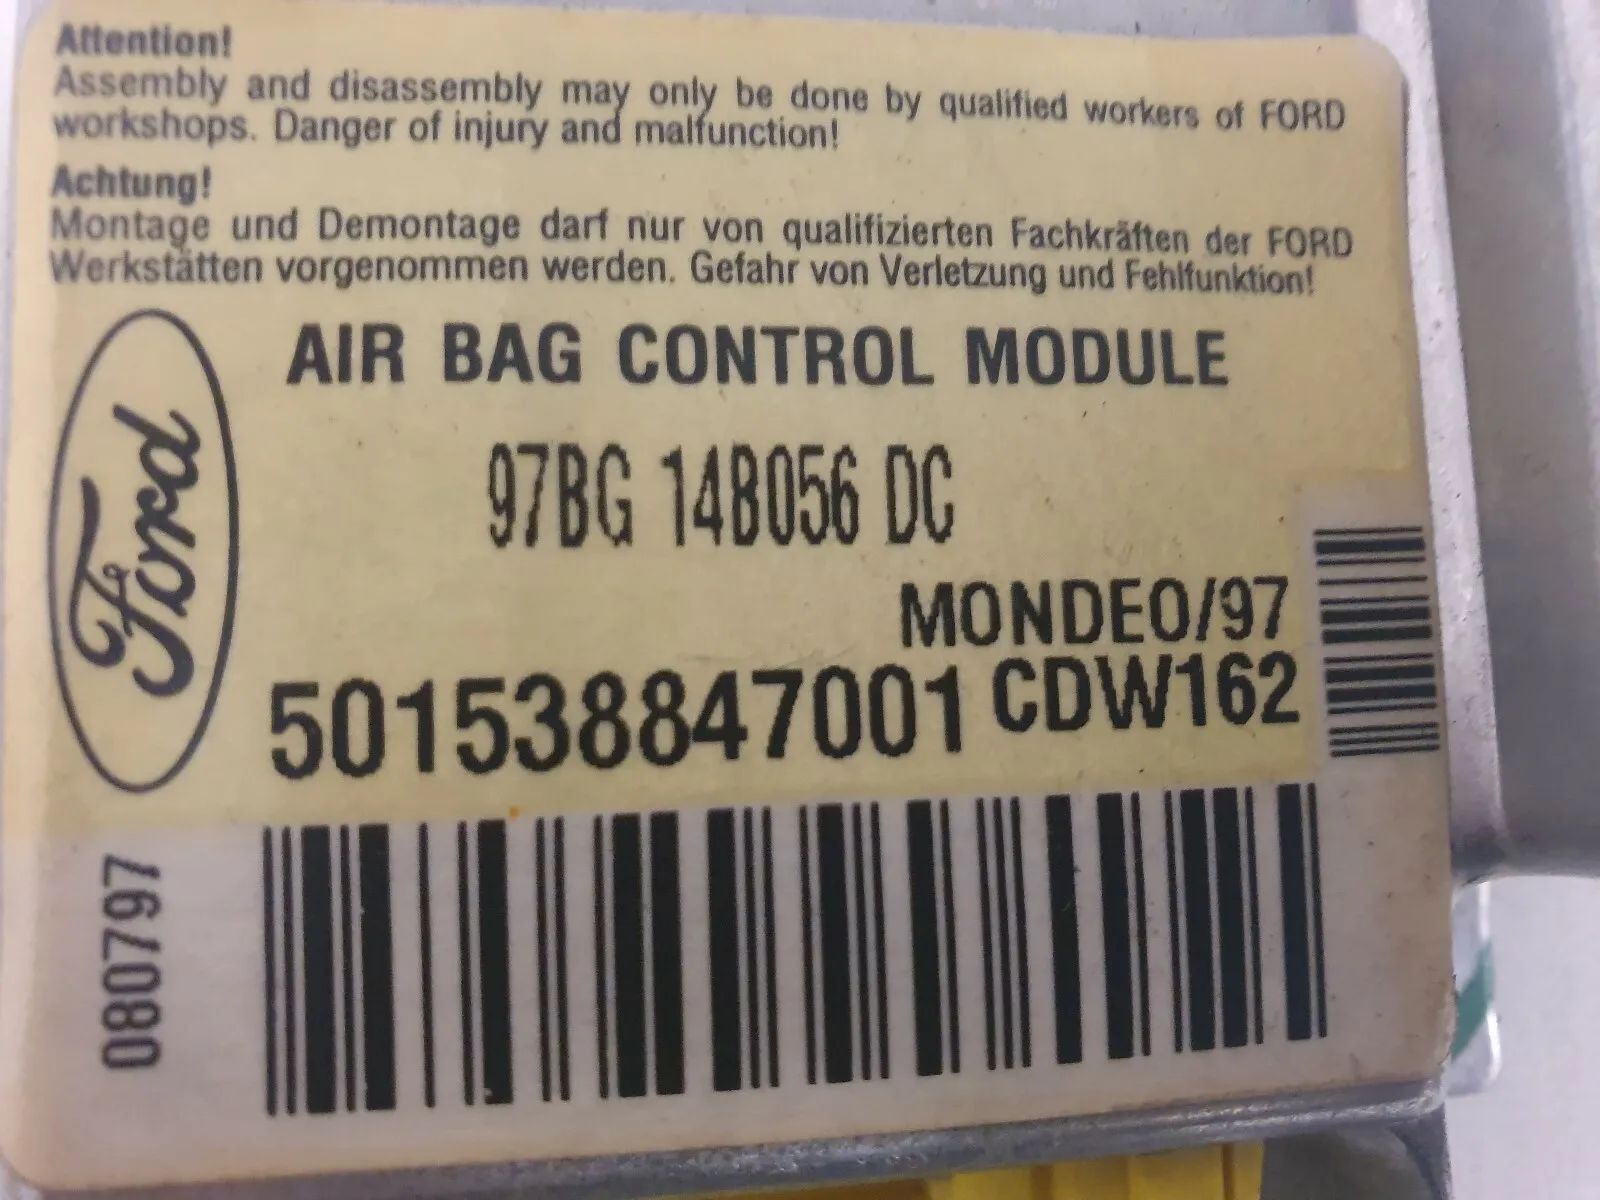 Attention!
Assembly and disassembly may only be done by qualified workers of FORD
workshops. Danger of injury and malfunction!
Achtung!
Montage und Demontage darf nur von qualifizierten Fachkräften der FORD
Werkstätten vorgenommen werden. Gefahr von Verletzung und Fehlfunktion!
Ford
AIR BAG CONTROL MODULE
97BG 14B056 DC
MONDEO/97
501538847001 CDW162
080797